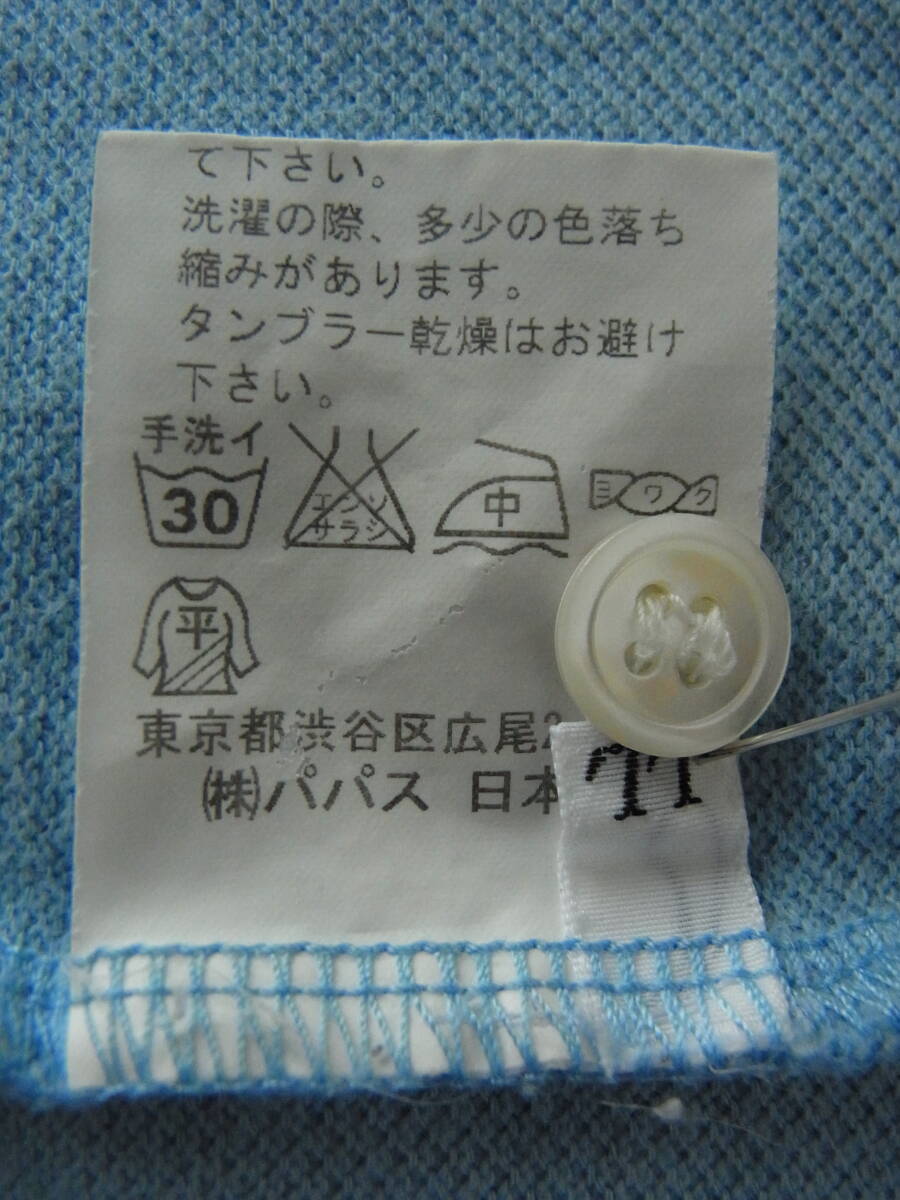 て下さい。
洗濯の際、多少の色落ち
縮みがあります。
タンブラー乾燥はお避け
下さい。
手洗イ
30
エンソ
サラシ
中
ヨワク
平
東京都渋谷区広尾2
(株)パパス 日本